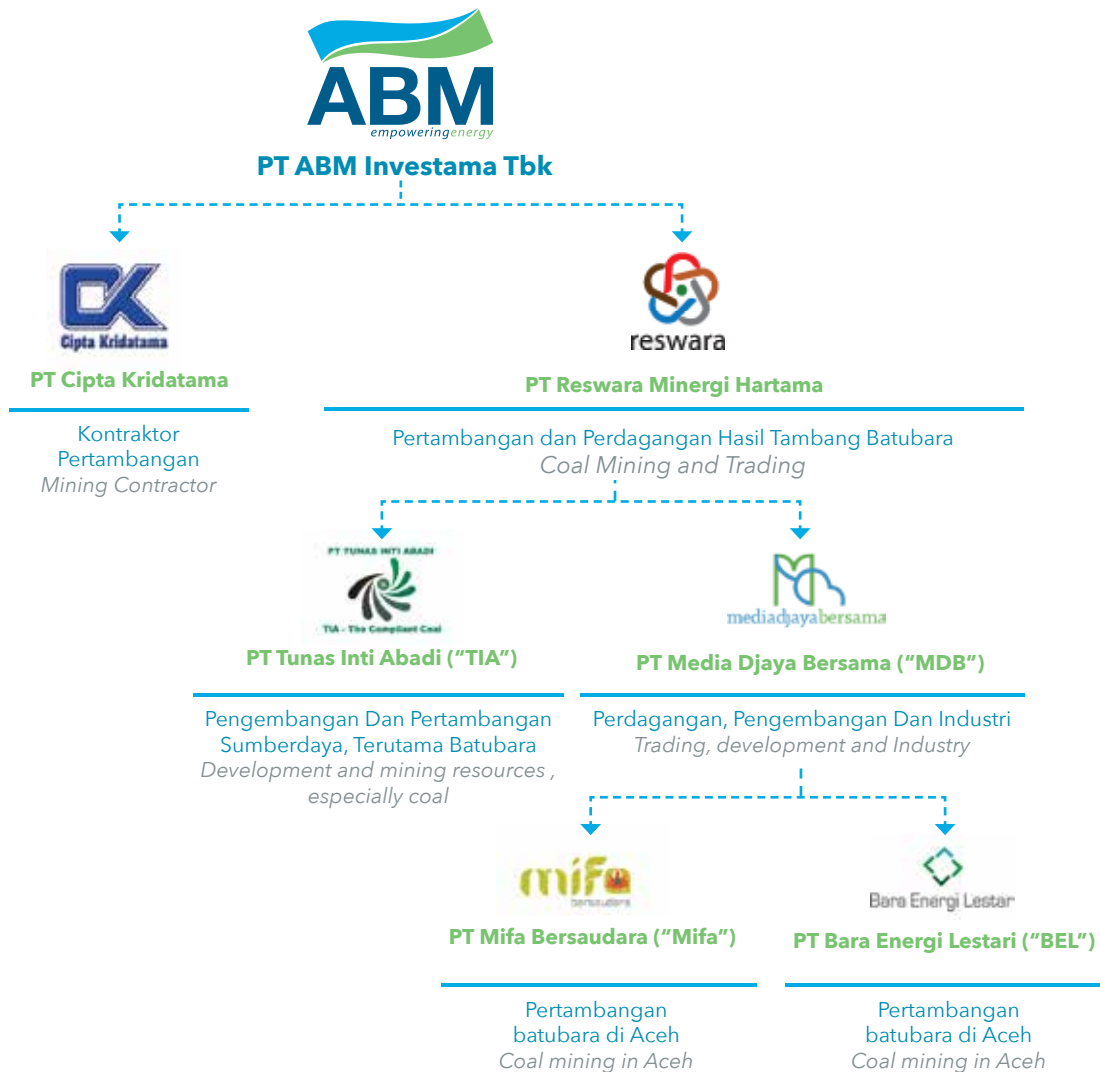 ABM
empoweringenergy
PT ABM Investama Tbk
Cipta Kridatama
PT Cipta Kridatama
Kontraktor
Pertambangan
Mining Contractor
reswara
PT Reswara Minergi Hartama
Pertambangan dan Perdagangan Hasil Tambang Batubara
Coal Mining and Trading
PT TUNAS INTI ABADI
TIA - The Compliant Coal
PT Tunas Inti Abadi (“TIA”)
Pengembangan Dan Pertambangan
Sumberdaya, Terutama Batubara
Development and mining resources ,
especially coal
mediadjayabersama
PT Media Djaya Bersama (“MDB”)
Perdagangan, Pengembangan Dan Industri
Trading, development and Industry
mifa
bersaudara
PT Mifa Bersaudara (“Mifa”)
Pertambangan
batubara di Aceh
Coal mining in Aceh
Bara Energi Lestari
PT Bara Energi Lestari (“BEL”)
Pertambangan
batubara di Aceh
Coal mining in Aceh